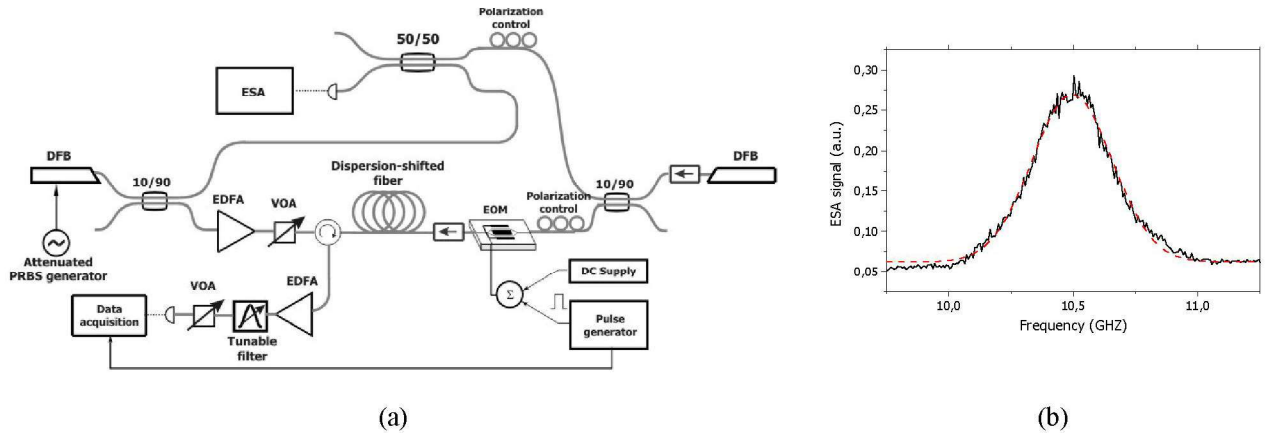 Polarization
control
50/50
ESA
DFB
10/90
EDFA
VOA
Attenuated
PRBS generator
Dispersion-shifted
fiber
EOM
Polarization
control
10/90
DFB
DC Supply
Σ
Pulse
generator
Data
acquisition
VOA
Tunable
filter
EDFA
(a)
ESA signal (a.u.)
0,30
0,25
0,20
0,15
0,10
0,05
10,0 10,5 11,0
Frequency (GHZ)
(b)